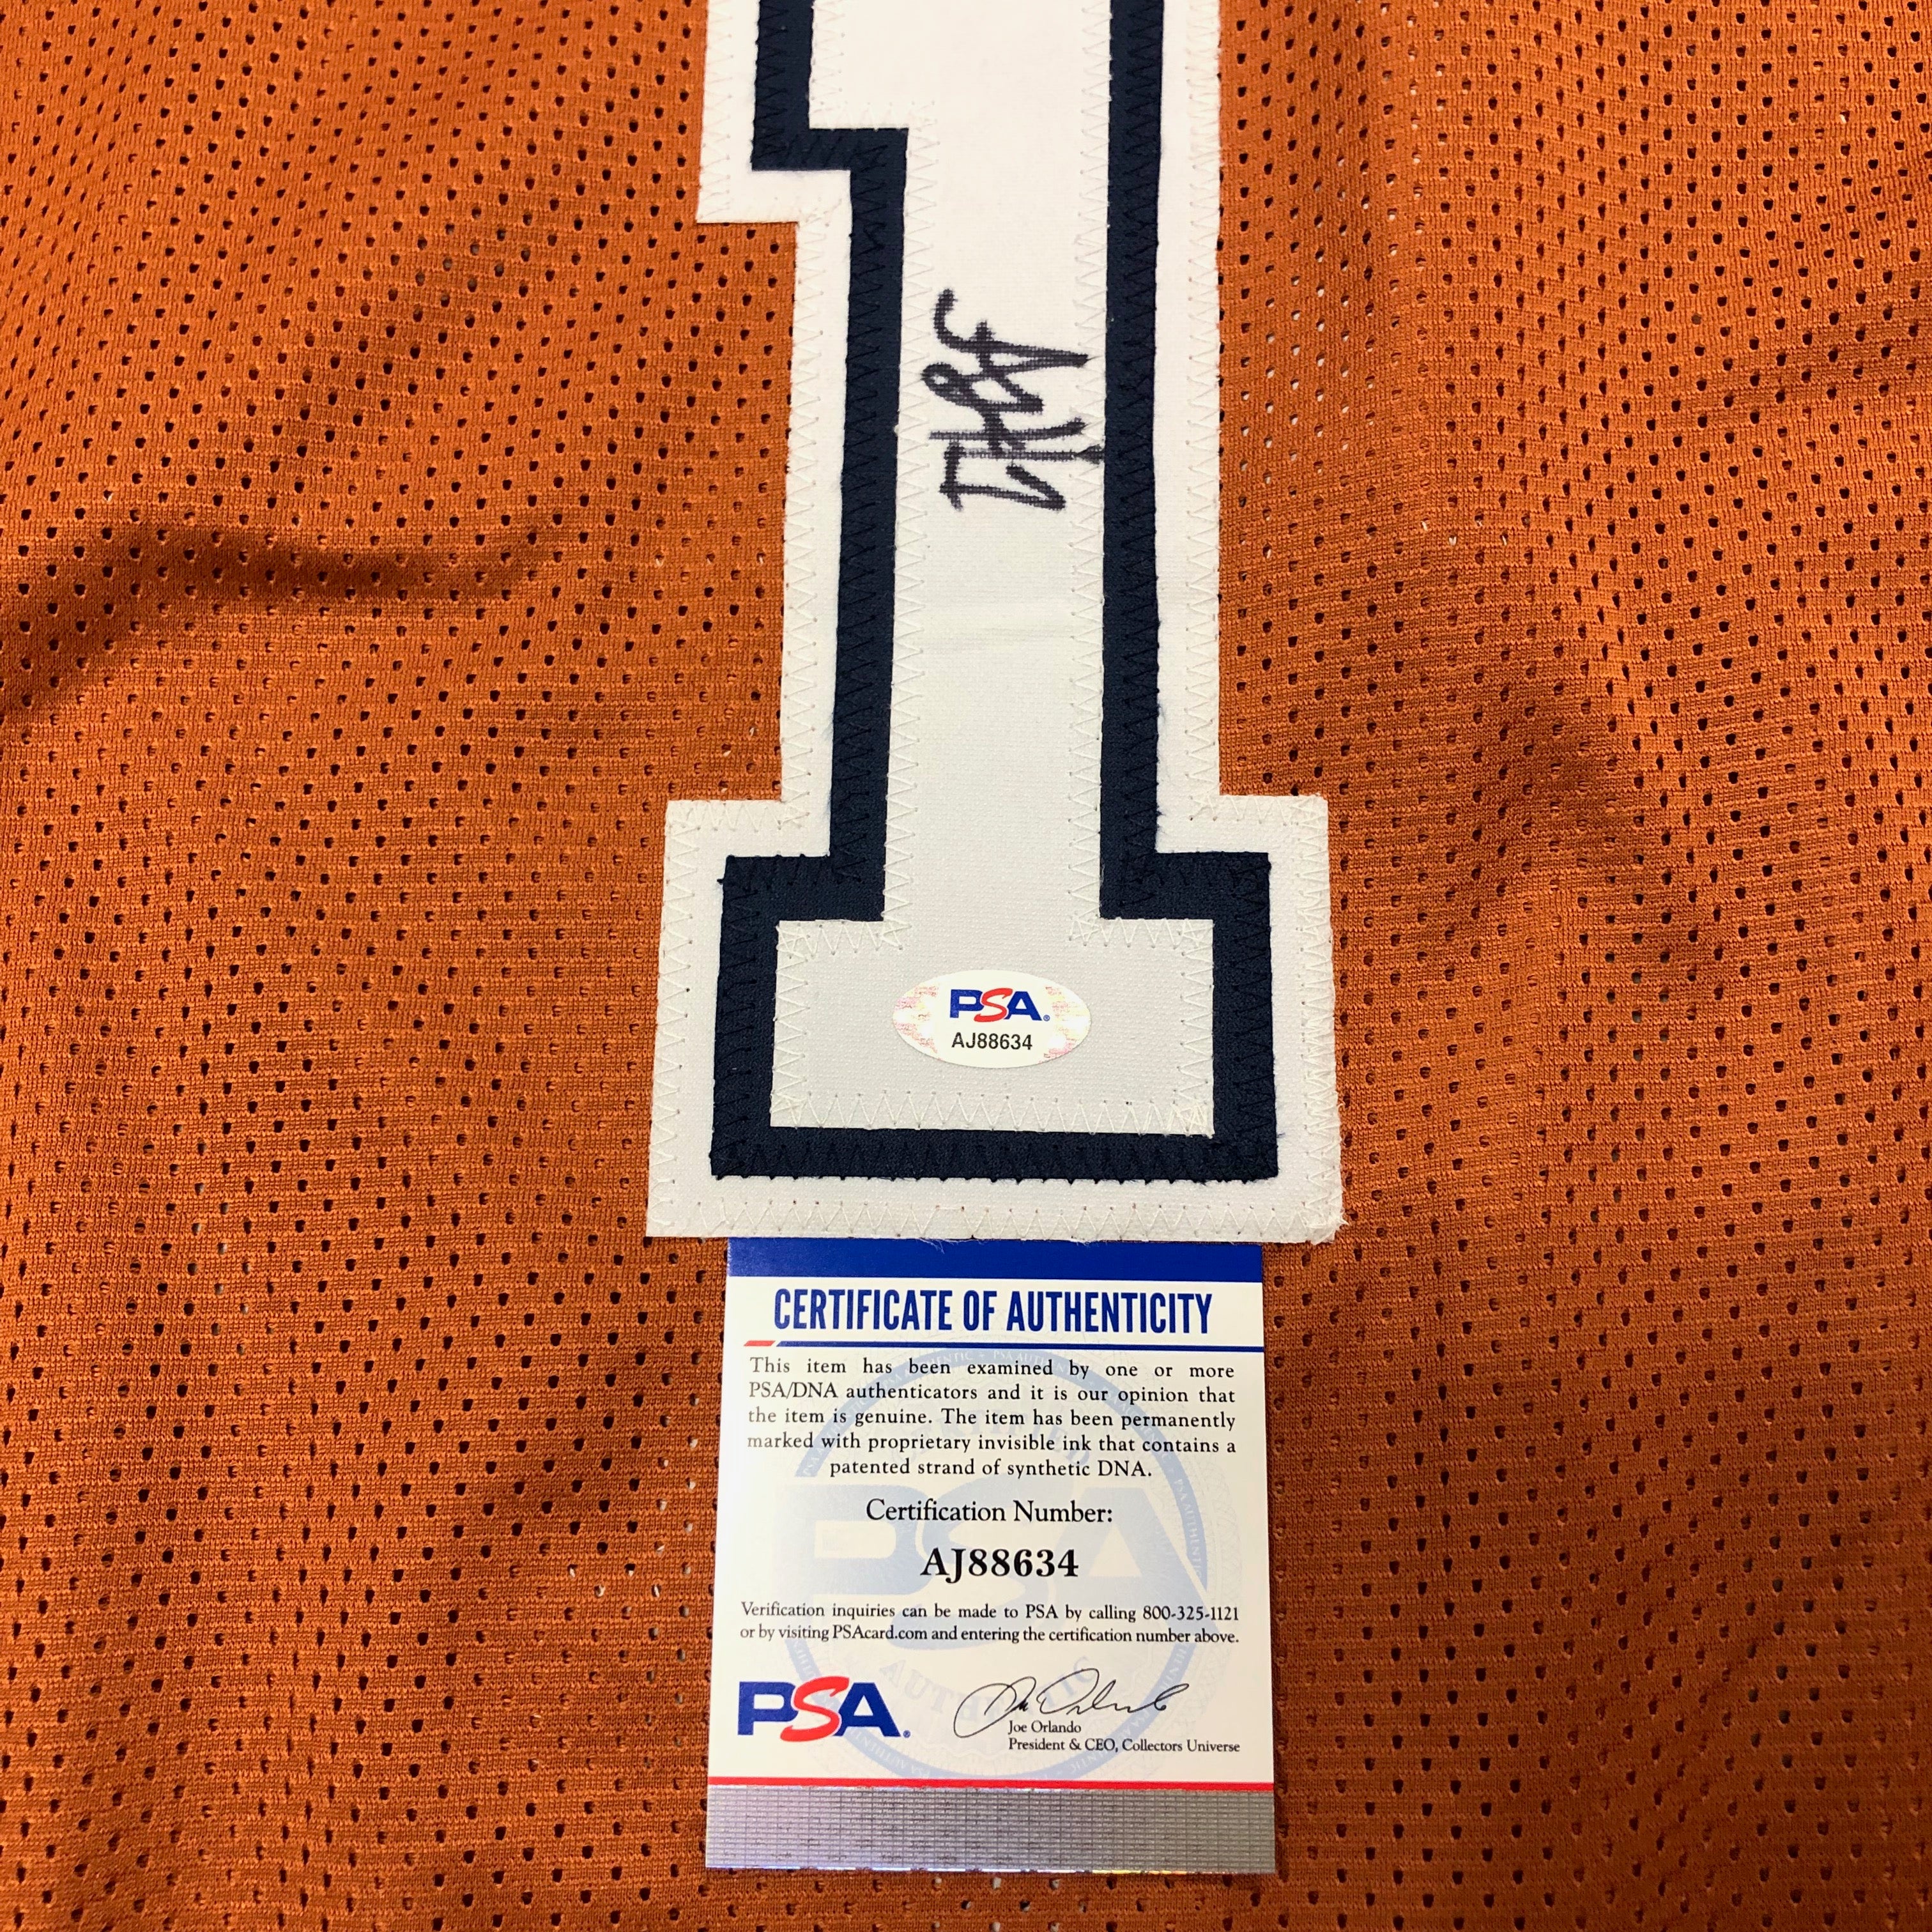 1
PSA®
AJ88634
CERTIFICATE OF AUTHENTICITY
This item has been examined by one or more
PSA/DNA authenticators and it is our opinion that
the item is genuine. The item has been permanently
marked with proprietary invisible ink that contains a
patented strand of synthetic DNA.
Certification Number:
AJ88634
Verification inquiries can be made to PSA by calling 800-325-1121
or by visiting PSAcard.com and entering the certification number above.
PSA®
Joe Orlando
President & CEO, Collectors Universe